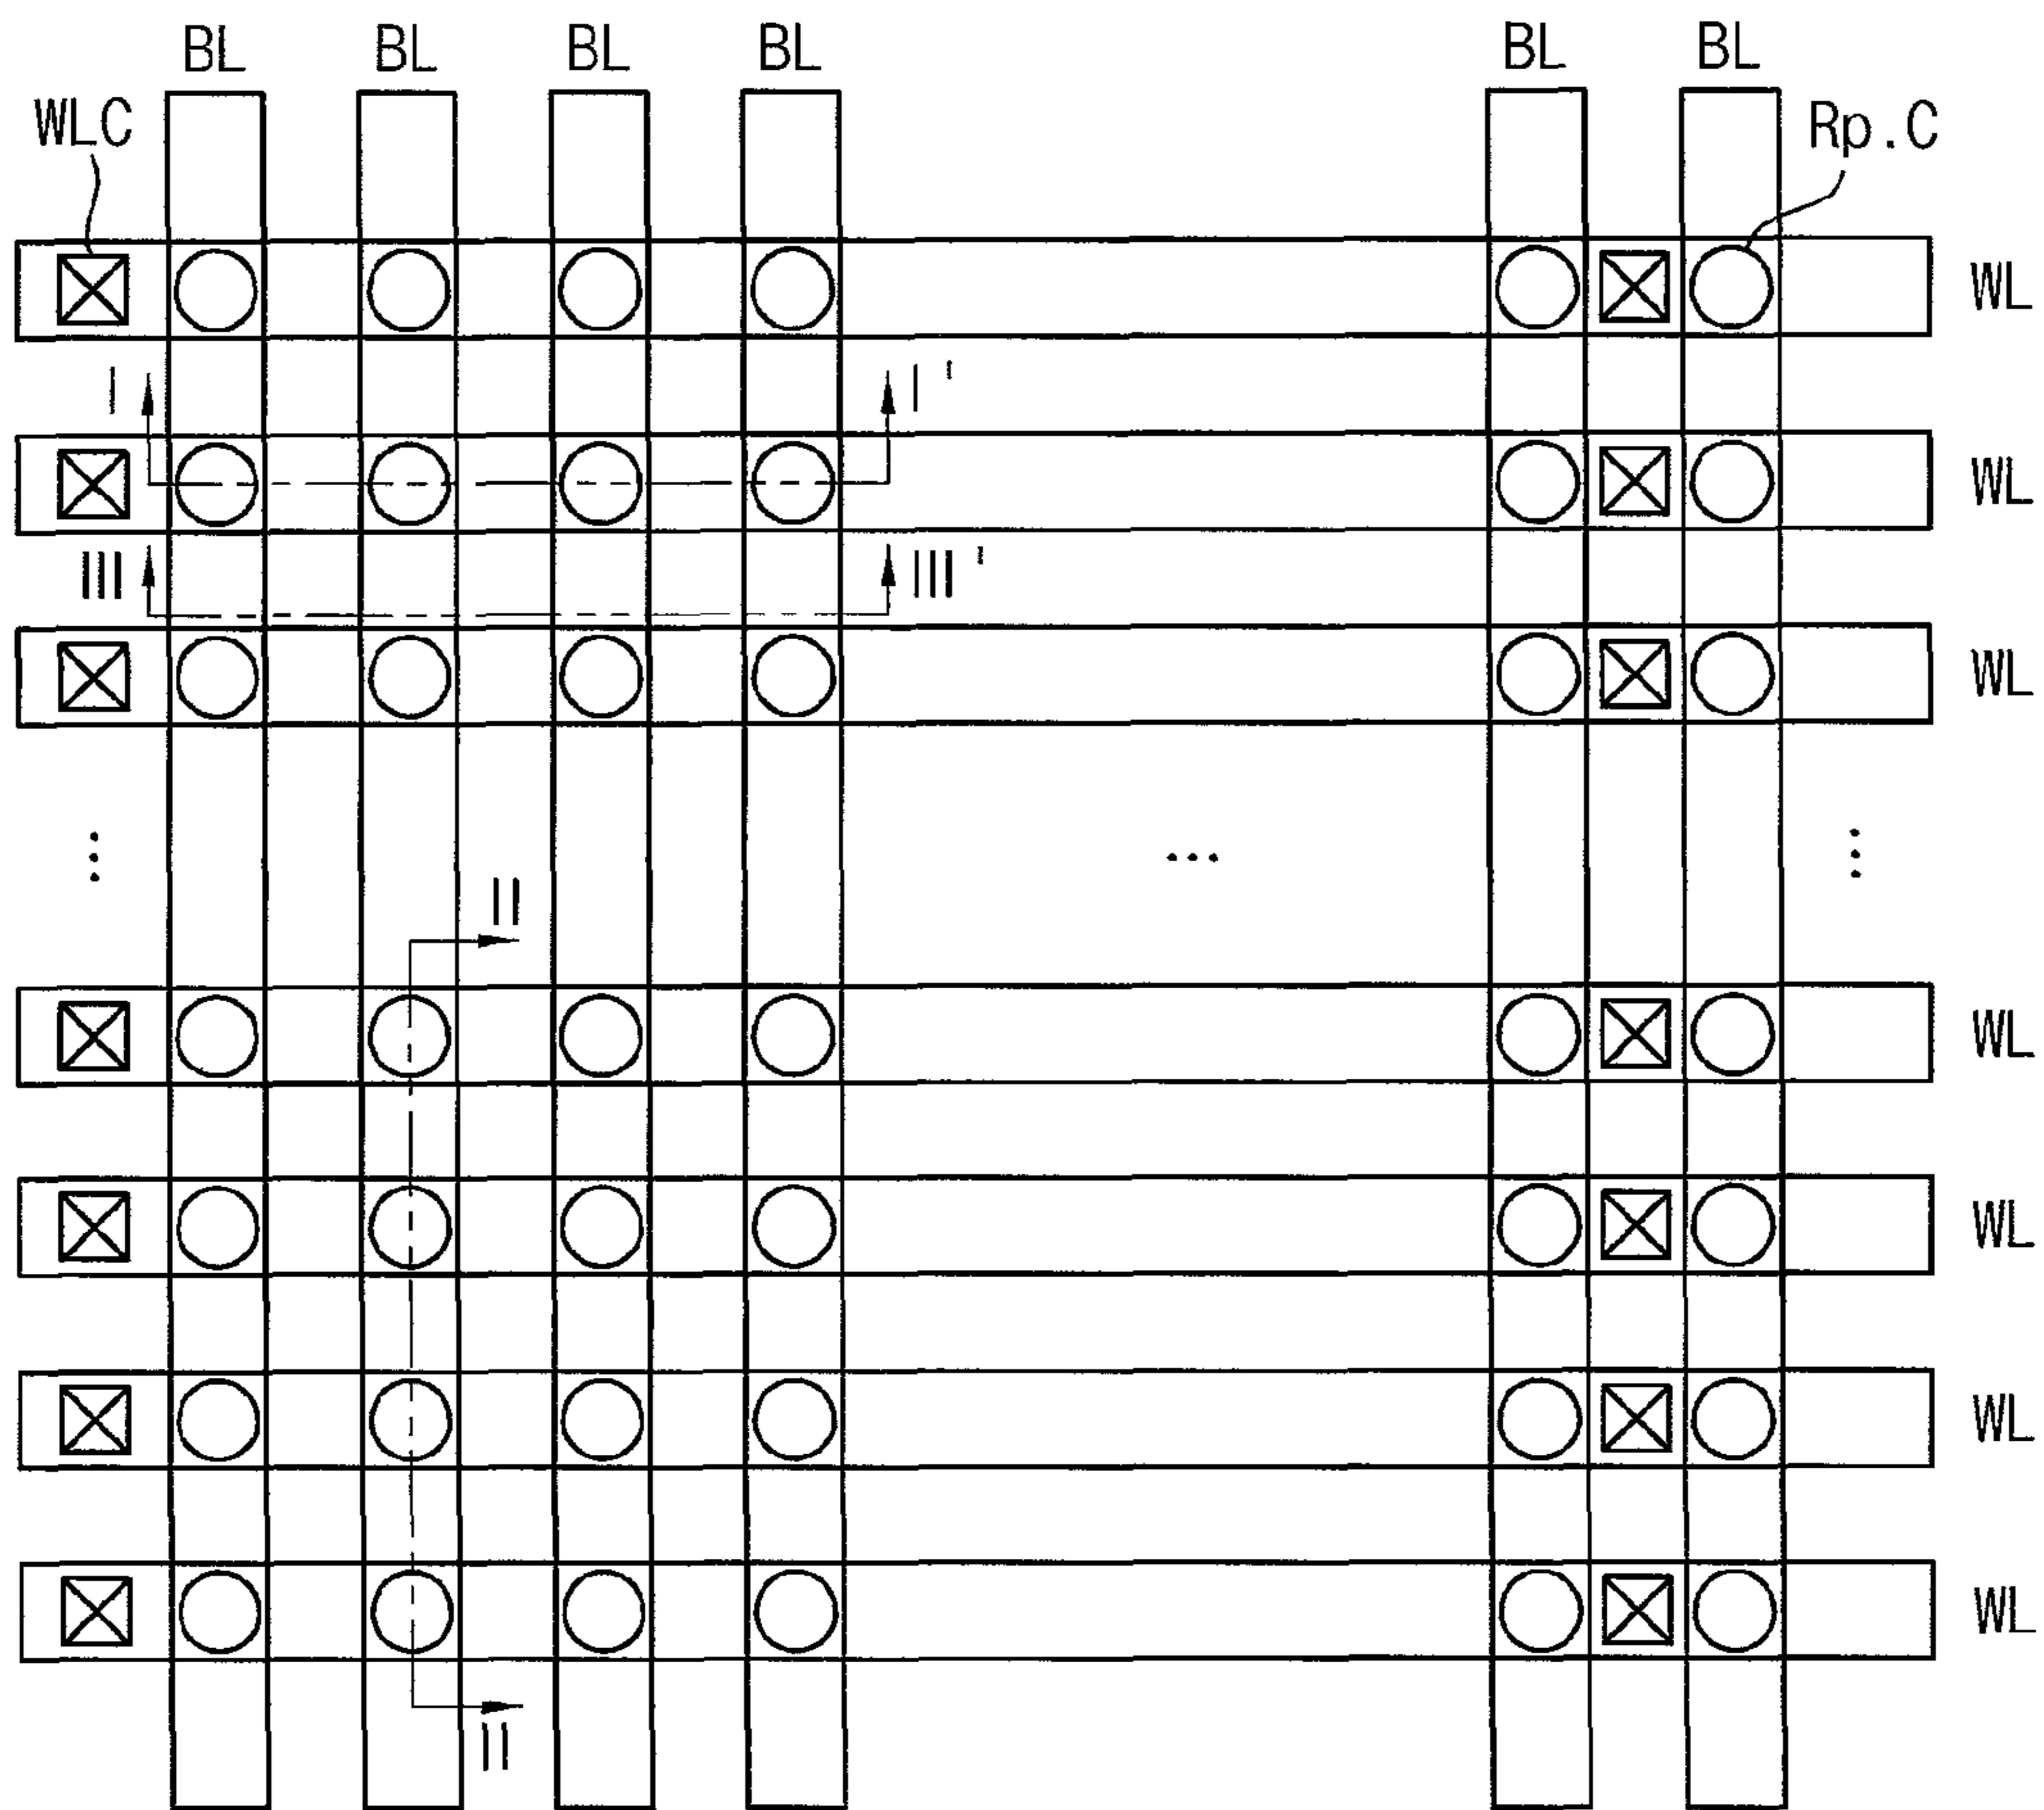 BL BL BL BL BL BL
WLC Rp.C
WL
I I'
WL
III III'
WL
... ... ...
II
WL
WL
WL
WL
II